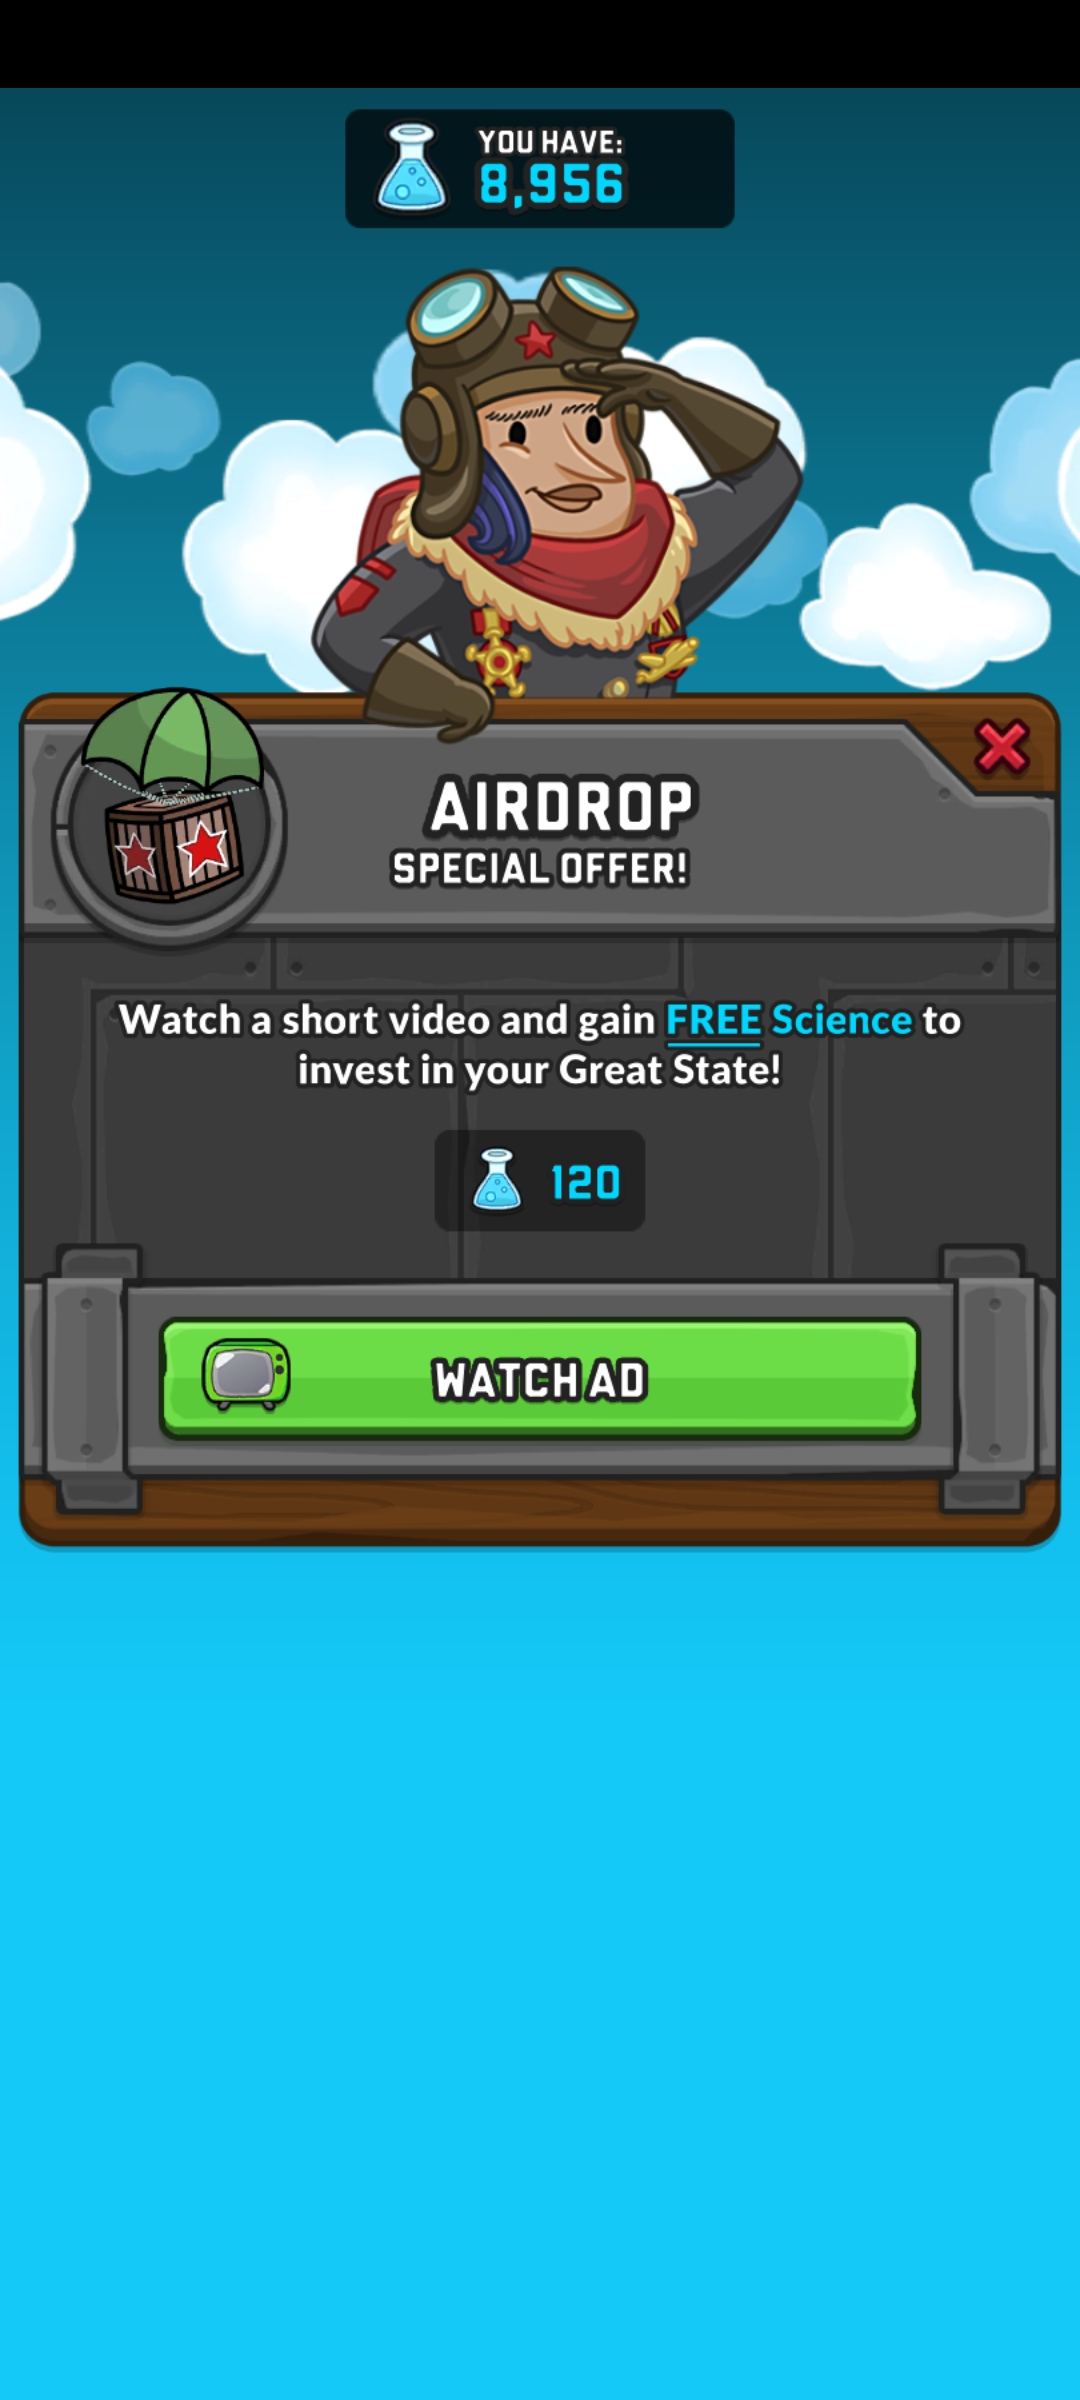 YOU HAVE:
8,956
AIRDROP
SPECIAL OFFER!
Watch a short video and gain FREE Science to
invest in your Great State!
120
WATCH AD